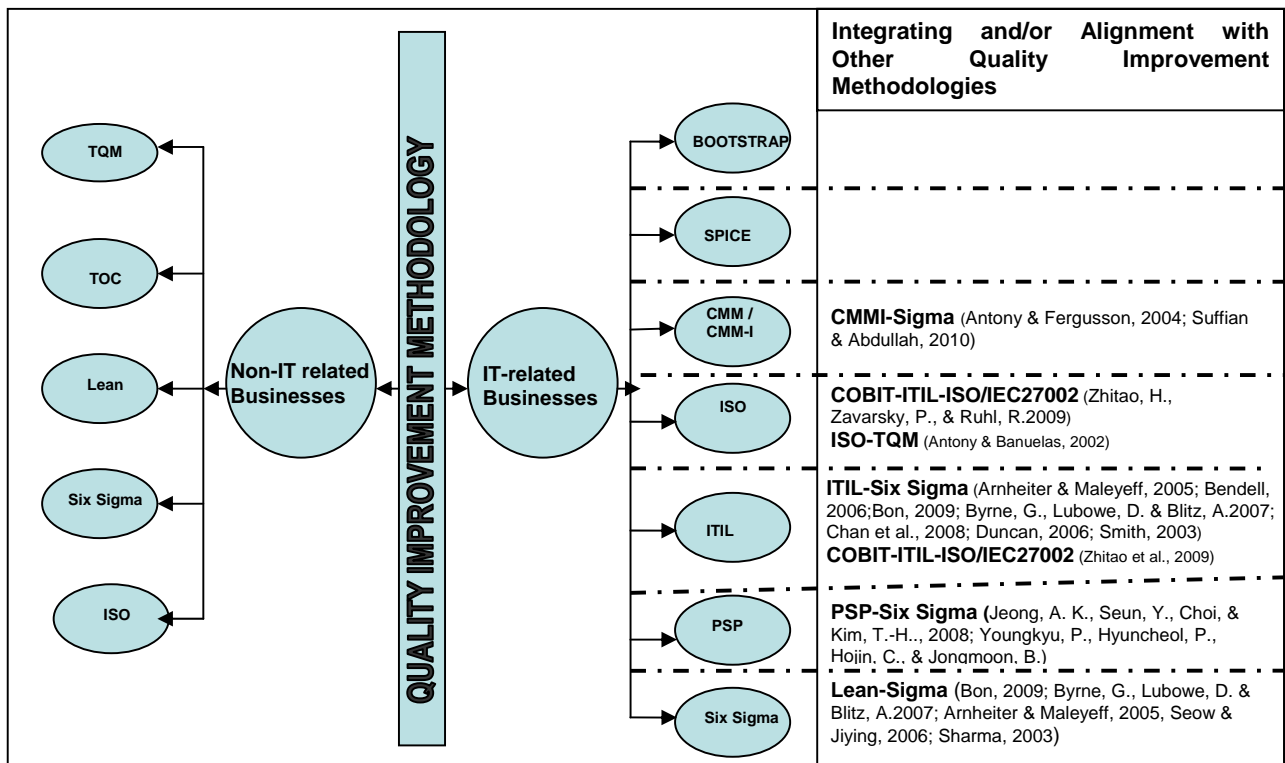 Integrating and/or Alignment with
Other Quality Improvement
Methodologies
TQM
TOC
Lean
Six Sigma
ISO
Non-IT related
Businesses
QUALITY IMPROVEMENT METHODOLOGY
IT-related
Businesses
BOOTSTRAP
SPICE
CMM /
CMM-I
CMMI-Sigma (Antony & Fergusson, 2004; Suffian
& Abdullah, 2010)
ISO
COBIT-ITIL-ISO/IEC27002 (Zhitao, H.,
Zavarsky, P., & Ruhl, R.2009)
ISO-TQM (Antony & Banuelas, 2002)
ITIL
ITIL-Six Sigma (Arnheiter & Maleyeff, 2005; Bendell,
2006;Bon, 2009; Byrne, G., Lubowe, D. & Blitz, A.2007;
Chan et al., 2008; Duncan, 2006; Smith, 2003)
COBIT-ITIL-ISO/IEC27002 (Zhitao et al., 2009)
PSP
PSP-Six Sigma (Jeong, A. K., Seun, Y., Choi, &
Kim, T.-H.., 2008; Youngkyu, P., Hyuncheol, P.,
Hojin, C., & Jongmoon, B.)
Six Sigma
Lean-Sigma (Bon, 2009; Byrne, G., Lubowe, D. &
Blitz, A.2007; Arnheiter & Maleyeff, 2005, Seow &
Jiying, 2006; Sharma, 2003)